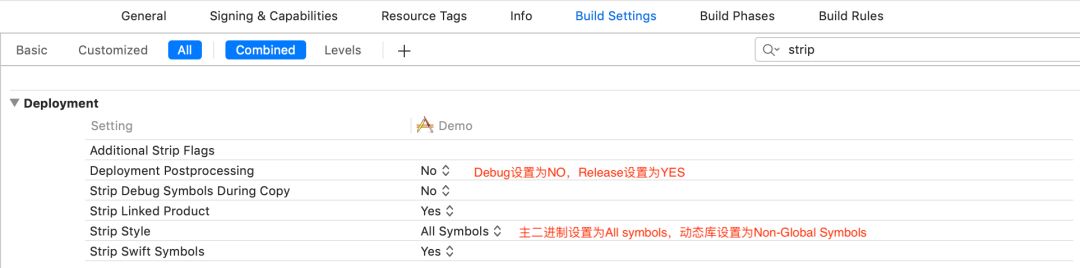 General Signing & Capabilities Resource Tags Info Build Settings Build Phases Build Rules
Basic Customized All Combined Levels + strip
Deployment
Setting Demo
Additional Strip Flags
Deployment Postprocessing No Debug设置为NO，Release设置为YES
Strip Debug Symbols During Copy No
Strip Linked Product Yes
Strip Style All Symbols 主二进制设置为All symbols，动态库设置为Non-Global Symbols
Strip Swift Symbols Yes